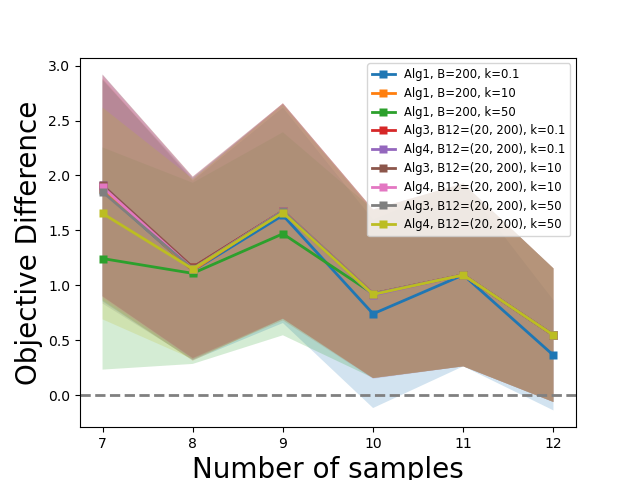 3.0
2.5
2.0
1.5
1.0
0.5
0.0
Objective Difference
Alg1, B=200, k=0.1
Alg1, B=200, k=10
Alg1, B=200, k=50
Alg3, B12=(20, 200), k=0.1
Alg4, B12=(20, 200), k=0.1
Alg3, B12=(20, 200), k=10
Alg4, B12=(20, 200), k=10
Alg3, B12=(20, 200), k=50
Alg4, B12=(20, 200), k=50
7 8 9 10 11 12
Number of samples